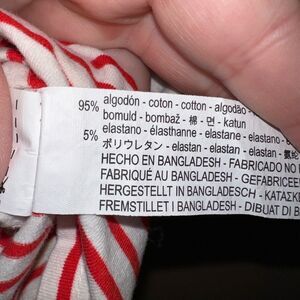 95% algodón - coton - cotton - algodão
bomuld - bombaž - 棉 - 면 - katun
5% elastano - élasthanne - elastane - elastano
ポリウレタン - elastan - elastan -
HECHO EN BANGLADESH - FABRICADO NO
FABRIQUÉ AU BANGLADESH - GEFABRICEE
HERGESTELLT IN BANGLADESCH - ΚΑΤΑΣΚ
FREMSTILLET I BANGLADESH - DIBUAT DI B